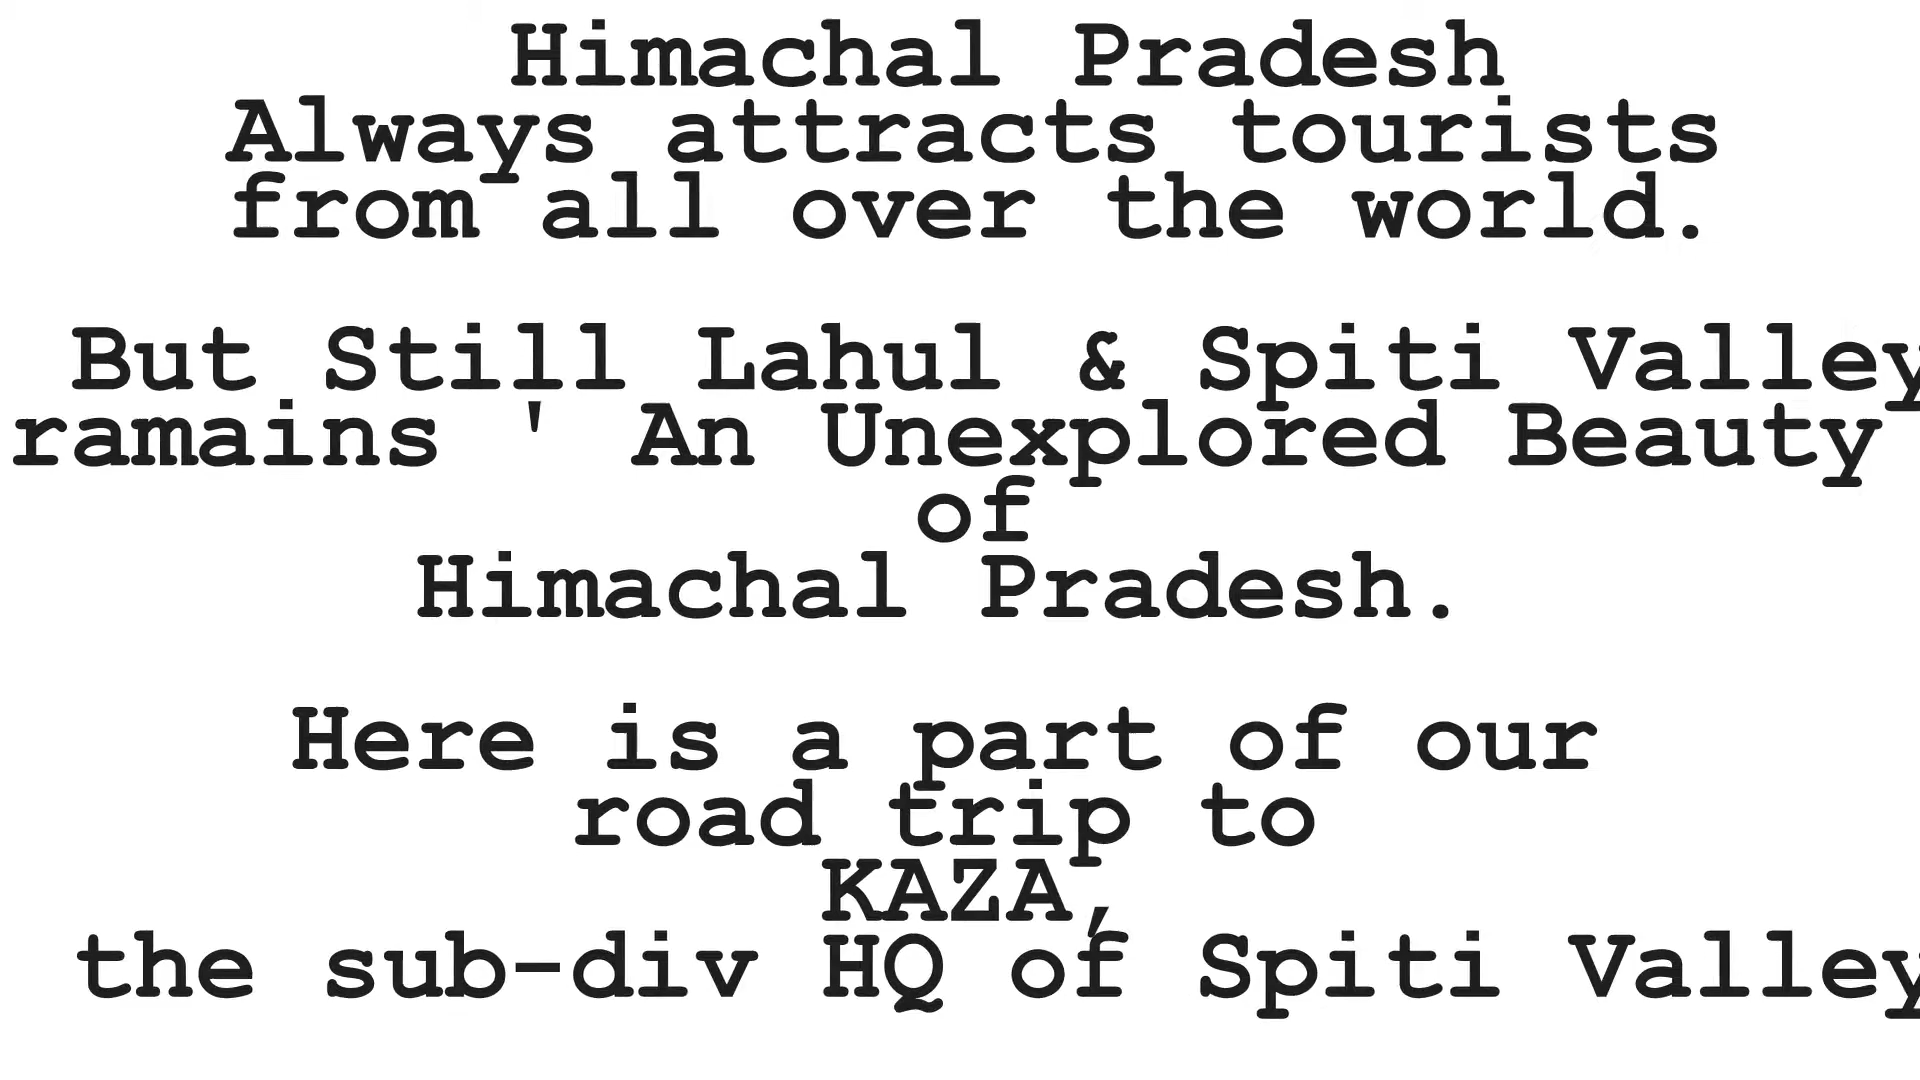 Himachal Pradesh
Always attracts tourists
from all over the world.
But Still Lahul & Spiti Valley
ramains ' An Unexplored Beauty
of
Himachal Pradesh.
Here is a part of our
road trip to
KAZA,
the sub-div HQ of Spiti Valley